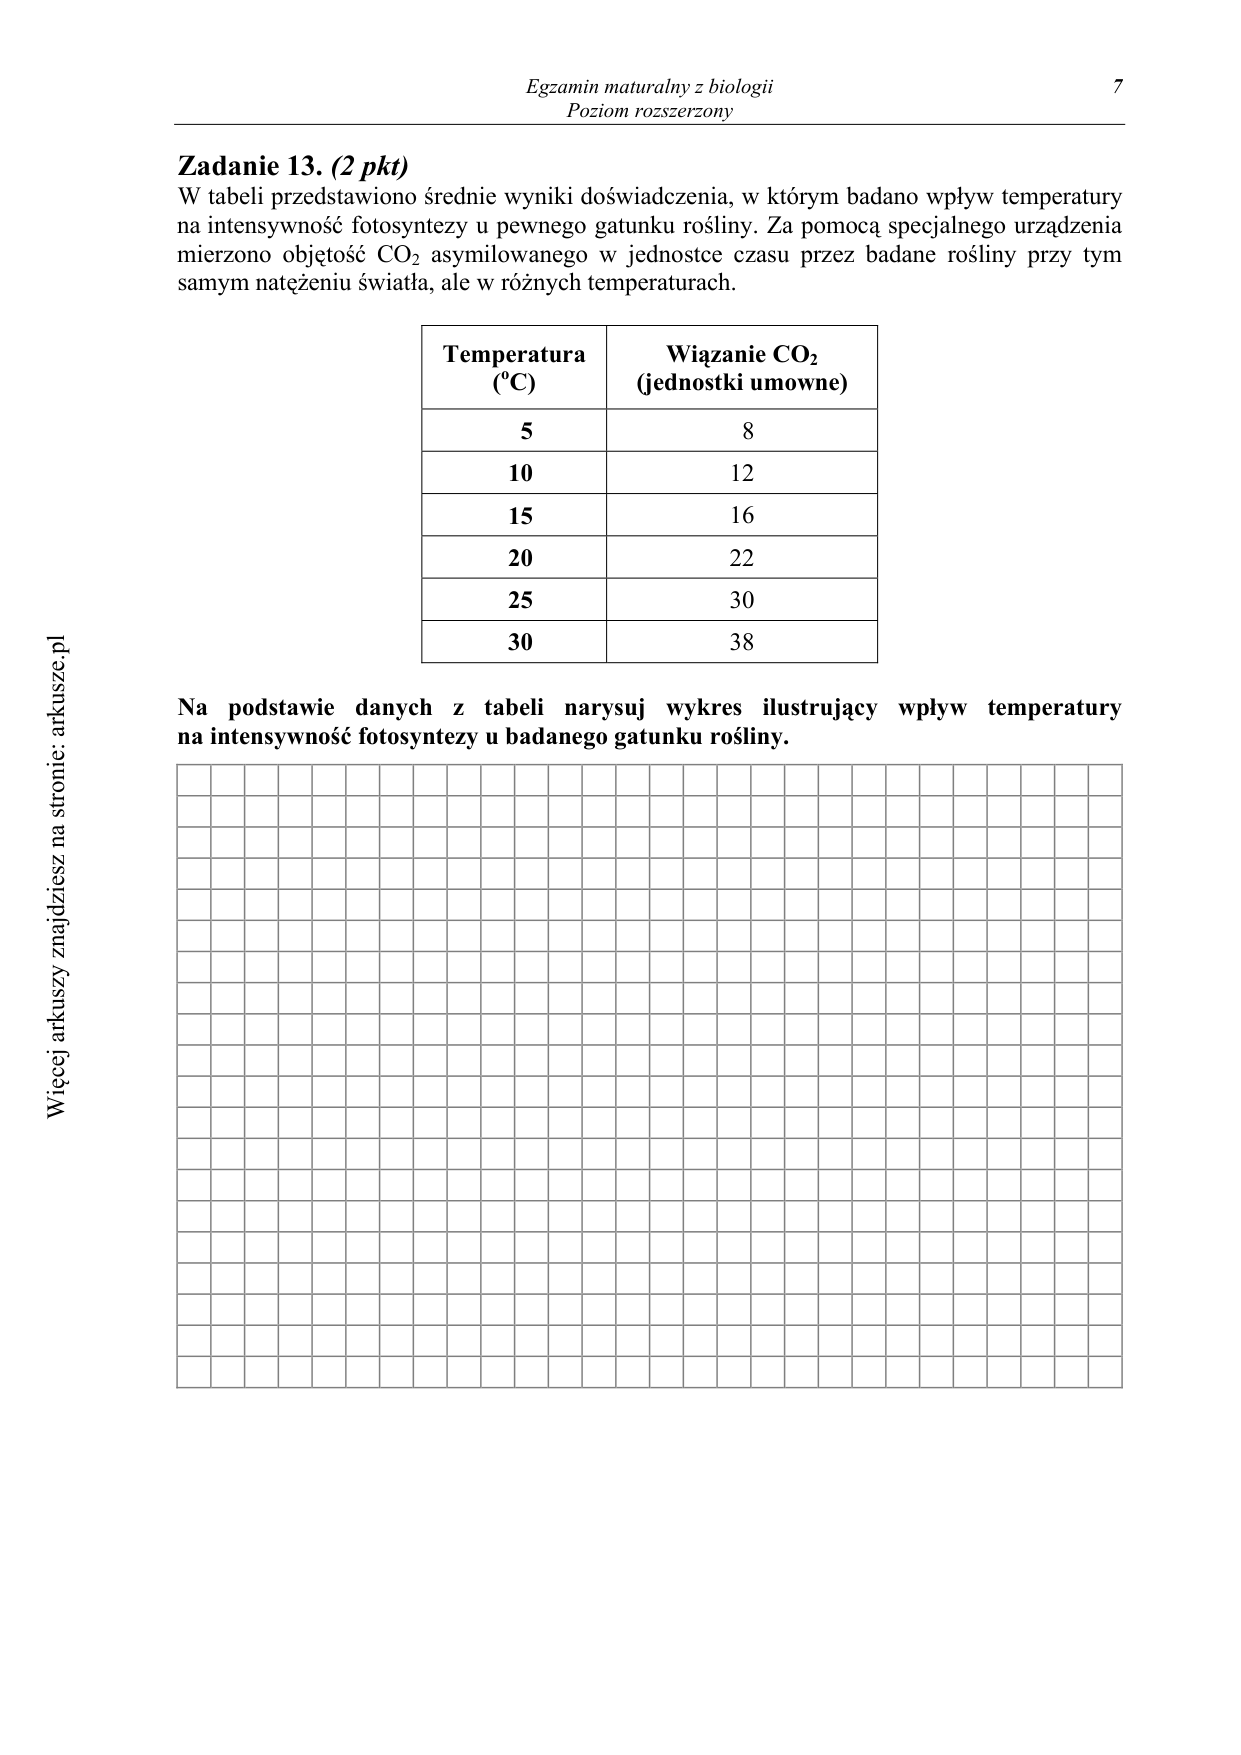 Egzamin maturalny z biologii 7
Poziom rozszerzony
Zadanie 13. (2 pkt)
W tabeli przedstawiono średnie wyniki doświadczenia, w którym badano wpływ temperatury
na intensywność fotosyntezy u pewnego gatunku rośliny. Za pomocą specjalnego urządzenia
mierzono objętość CO₂ asymilowanego w jednostce czasu przez badane rośliny przy tym
samym natężeniu światła, ale w różnych temperaturach.
Temperatura Wiązanie CO₂
(°C) (jednostki umowne)
5 8
10 12
15 16
20 22
25 30
30 38
Na podstawie danych z tabeli narysuj wykres ilustrujący wpływ temperatury
na intensywność fotosyntezy u badanego gatunku rośliny.
Więcej arkuszy znajdziesz na stronie: arkusze.pl